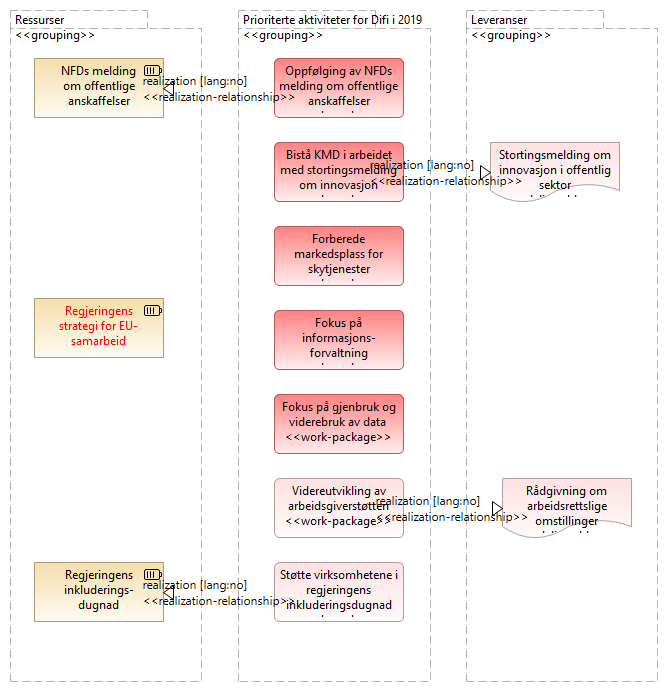 Ressurser
<<grouping>>
Prioriterte aktiviteter for Difi i 2019
<<grouping>>
Leveranser
<<grouping>>
NFDs melding
om offentlige
anskaffelser
realization [lang:no]
<<realization-relationship>>
Oppfølging av NFDs
melding om offentlige
anskaffelser
Bistå KMD i arbeidet
med stortingsmelding
om innovasjon
realization [lang:no]
<<realization-relationship>>
Stortingsmelding om
innovasjon i offentlig
sektor
Forberede
markedsplass for
skytjenester
Regjeringens
strategi for EU-
samarbeid
Fokus på
informasjons-
forvaltning
Fokus på gjenbruk og
viderebruk av data
<<work-package>>
Videreutvikling av
arbeidsgiverstøtten
<<work-package>>
realization [lang:no]
<<realization-relationship>>
Rådgivning om
arbeidsrettslige
omstillinger
Regjeringens
inkluderings-
dugnad
realization [lang:no]
<<realization-relationship>>
Støtte virksomhetene i
regjeringens
inkluderingsdugnad